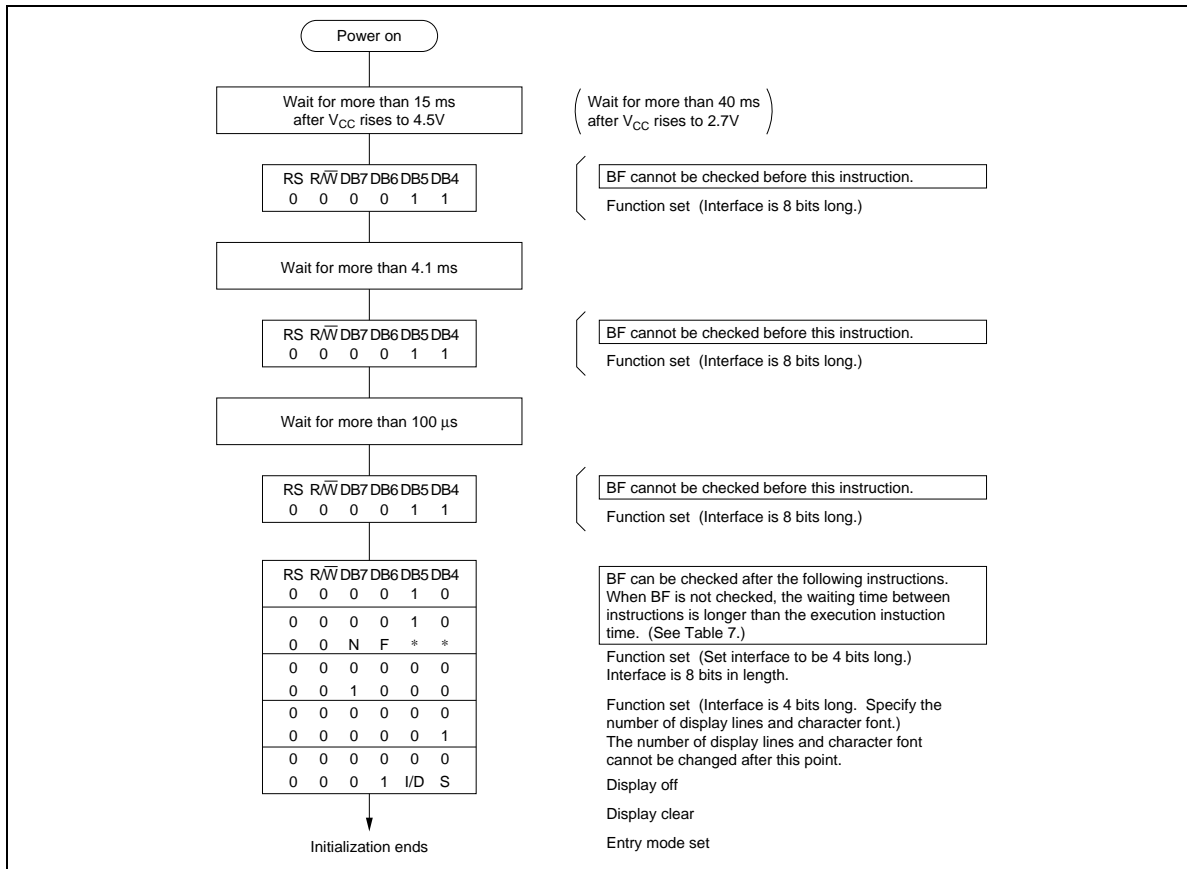 Power on
Wait for more than 15 ms
after VCC rises to 4.5V
Wait for more than 40 ms
after VCC rises to 2.7V
RS R/W DB7 DB6 DB5 DB4
0 0 0 0 1 1
BF cannot be checked before this instruction.
Function set (Interface is 8 bits long.)
Wait for more than 4.1 ms
RS R/W DB7 DB6 DB5 DB4
0 0 0 0 1 1
BF cannot be checked before this instruction.
Function set (Interface is 8 bits long.)
Wait for more than 100 μs
RS R/W DB7 DB6 DB5 DB4
0 0 0 0 1 1
BF cannot be checked before this instruction.
Function set (Interface is 8 bits long.)
RS R/W DB7 DB6 DB5 DB4
0 0 0 0 1 0
0 0 0 0 1 0
0 0 N F * *
0 0 0 0 0 0
0 0 1 0 0 0
0 0 0 0 0 0
0 0 0 0 0 1
0 0 0 0 0 0
0 0 0 1 I/D S
Initialization ends
BF can be checked after the following instructions.
When BF is not checked, the waiting time between
instructions is longer than the execution instuction
time. (See Table 7.)
Function set (Set interface to be 4 bits long.)
Interface is 8 bits in length.
Function set (Interface is 4 bits long. Specify the
number of display lines and character font.)
The number of display lines and character font
cannot be changed after this point.
Display off
Display clear
Entry mode set